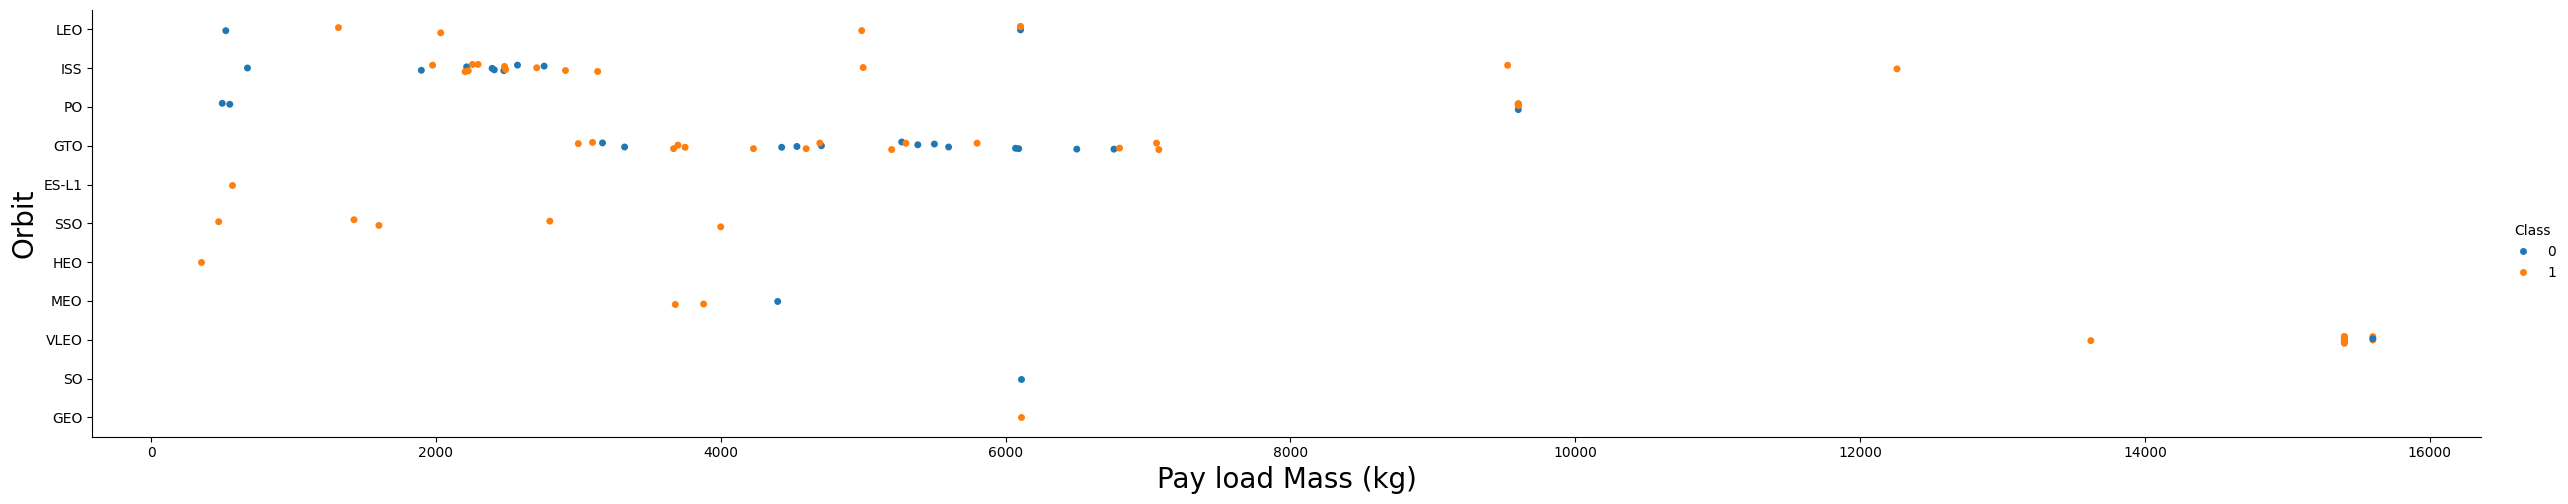 LEO
ISS
PO
GTO
ES-L1
SSO
HEO
MEO
VLEO
SO
GEO
Orbit
0 2000 4000 6000 8000 10000 12000 14000 16000
Pay load Mass (kg)
Class
0
1